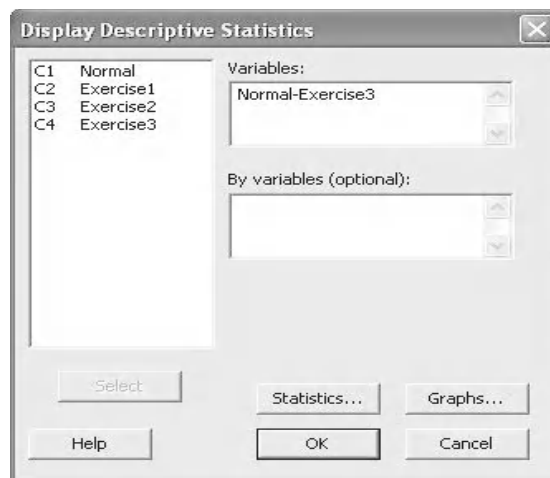 Display Descriptive Statistics
C1 Normal
C2 Exercise1
C3 Exercise2
C4 Exercise3
Variables:
Normal-Exercise3
By variables (optional):
Select
Statistics...
Graphs...
Help
OK
Cancel